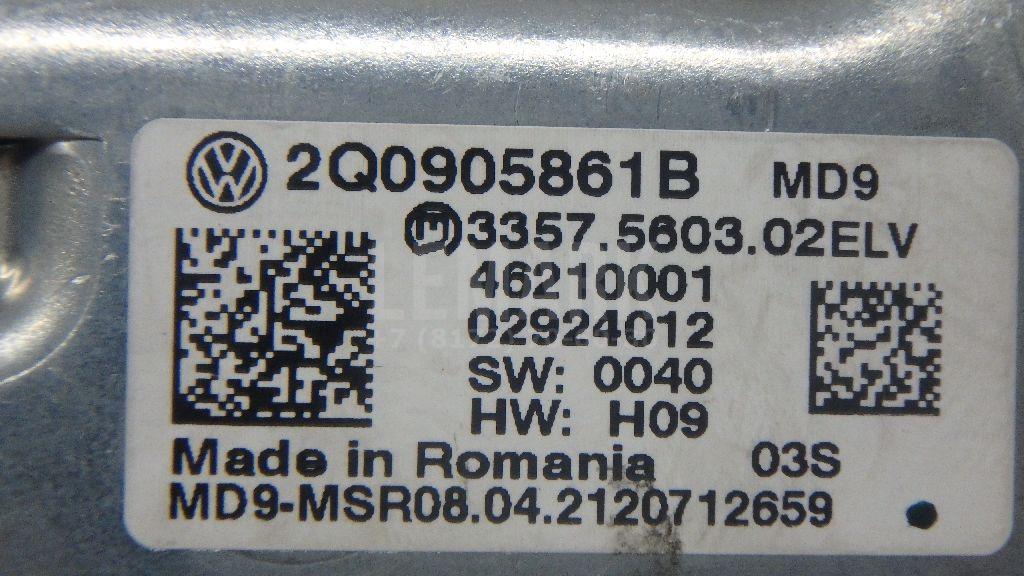 2Q0905861B MD9
3357.5603.02ELV
46210001
02924012
SW: 0040
HW: H09
Made in Romania 03S
MD9-MSR08.04.2120712659